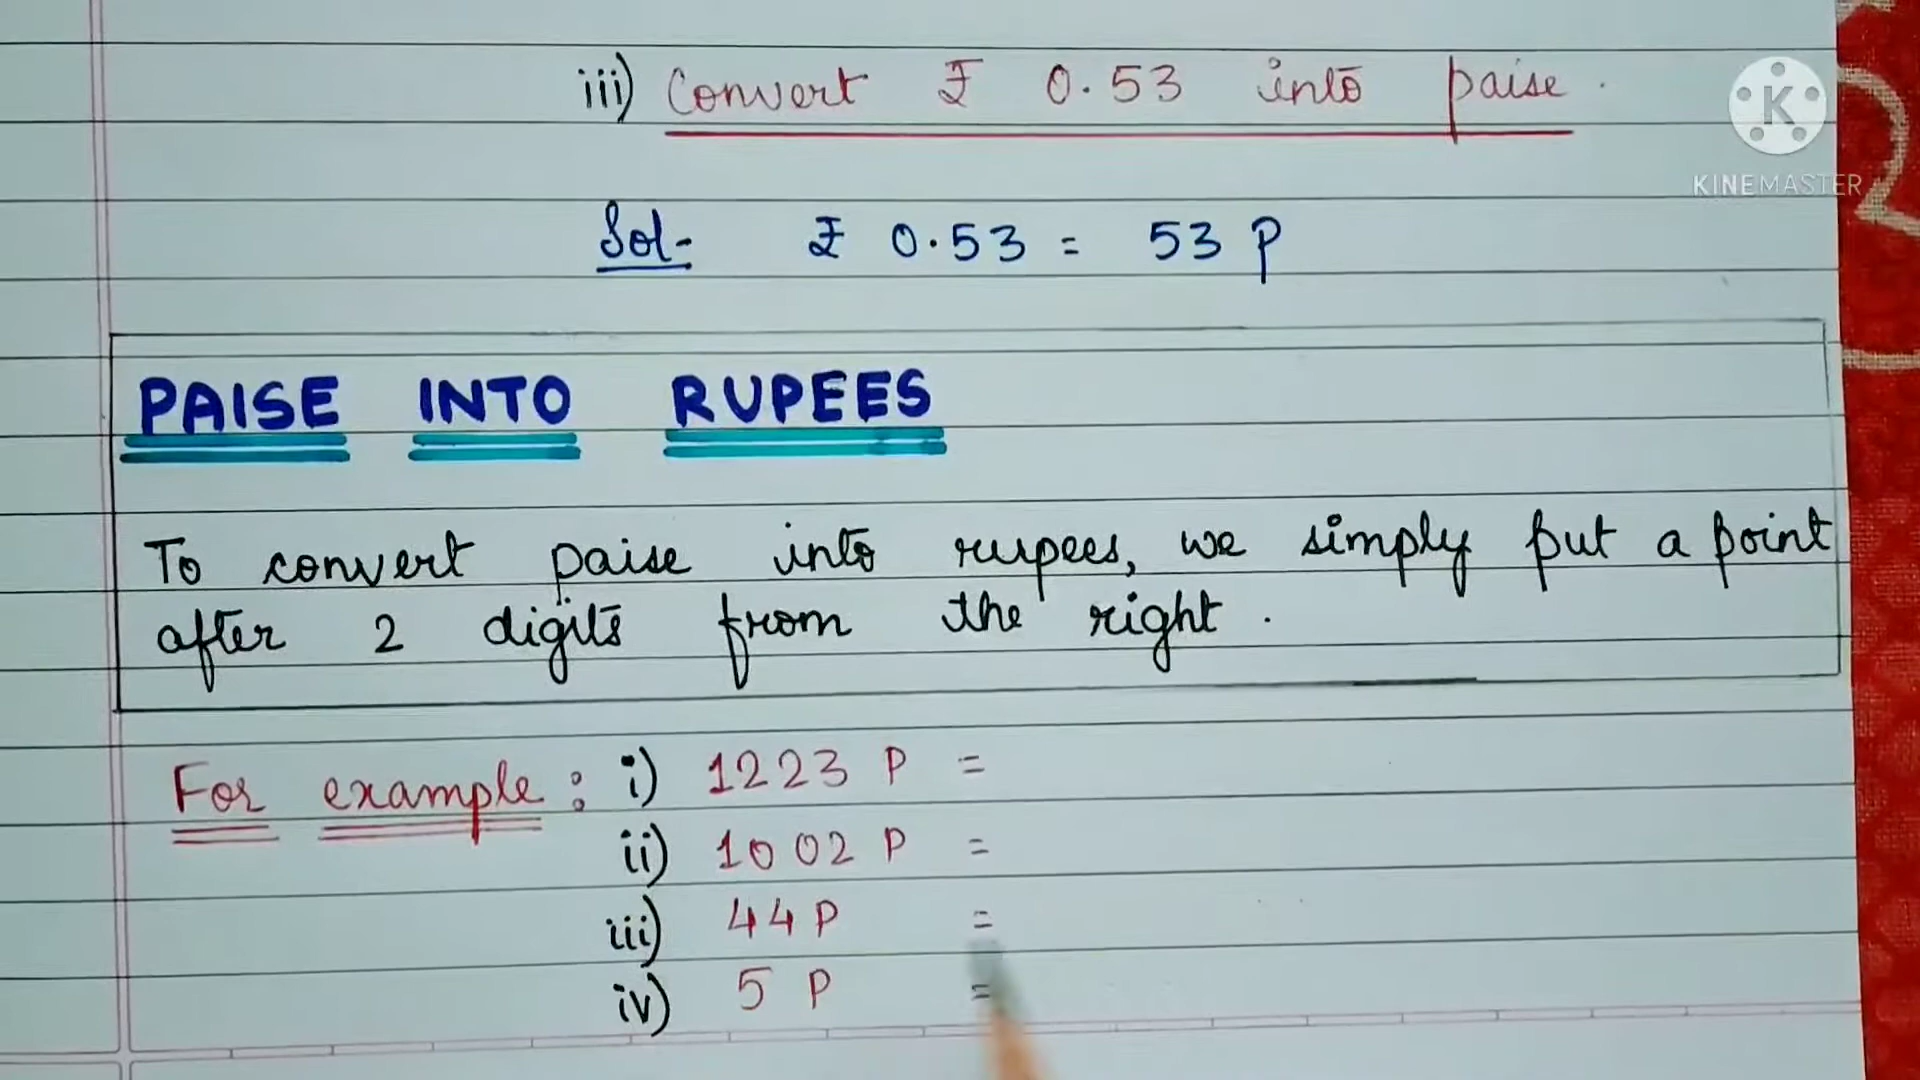 iii) Convert ₹ 0.53 into paise.
K
KINEMASTER
Sol- ₹ 0.53 = 53 p
PAISE INTO RUPEES
To convert paise into rupees, we simply put a point
after 2 digits from the right.
For example : i) 1223 P =
ii) 1002 P =
iii) 44P =
iv) 5 P =